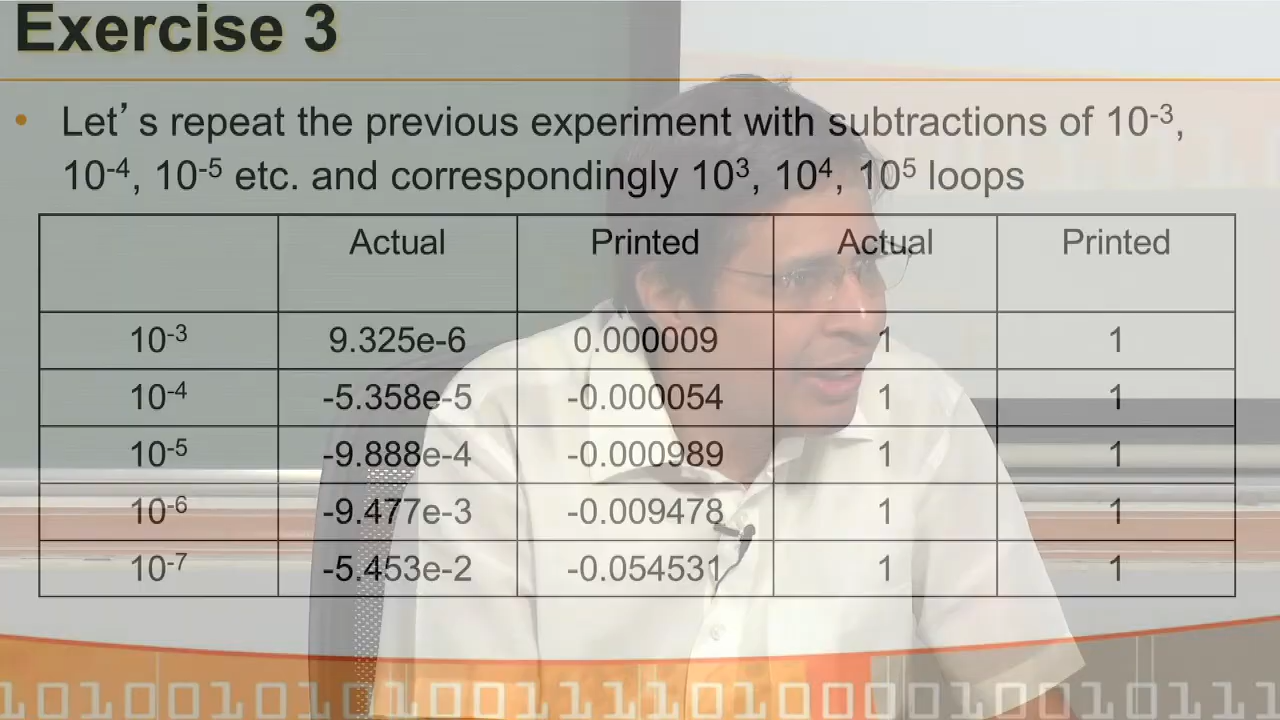 Exercise 3
• Let’s repeat the previous experiment with subtractions of 10⁻³,
10⁻⁴, 10⁻⁵ etc. and correspondingly 10³, 10⁴, 10⁵ loops
Actual Printed Actual Printed
10⁻³ 9.325e-6 0.000009 1 1
10⁻⁴ -5.358e-5 -0.000054 1 1
10⁻⁵ -9.888e-4 -0.000989 1 1
10⁻⁶ -9.477e-3 -0.009478 1 1
10⁻⁷ -5.453e-2 -0.054531 1 1